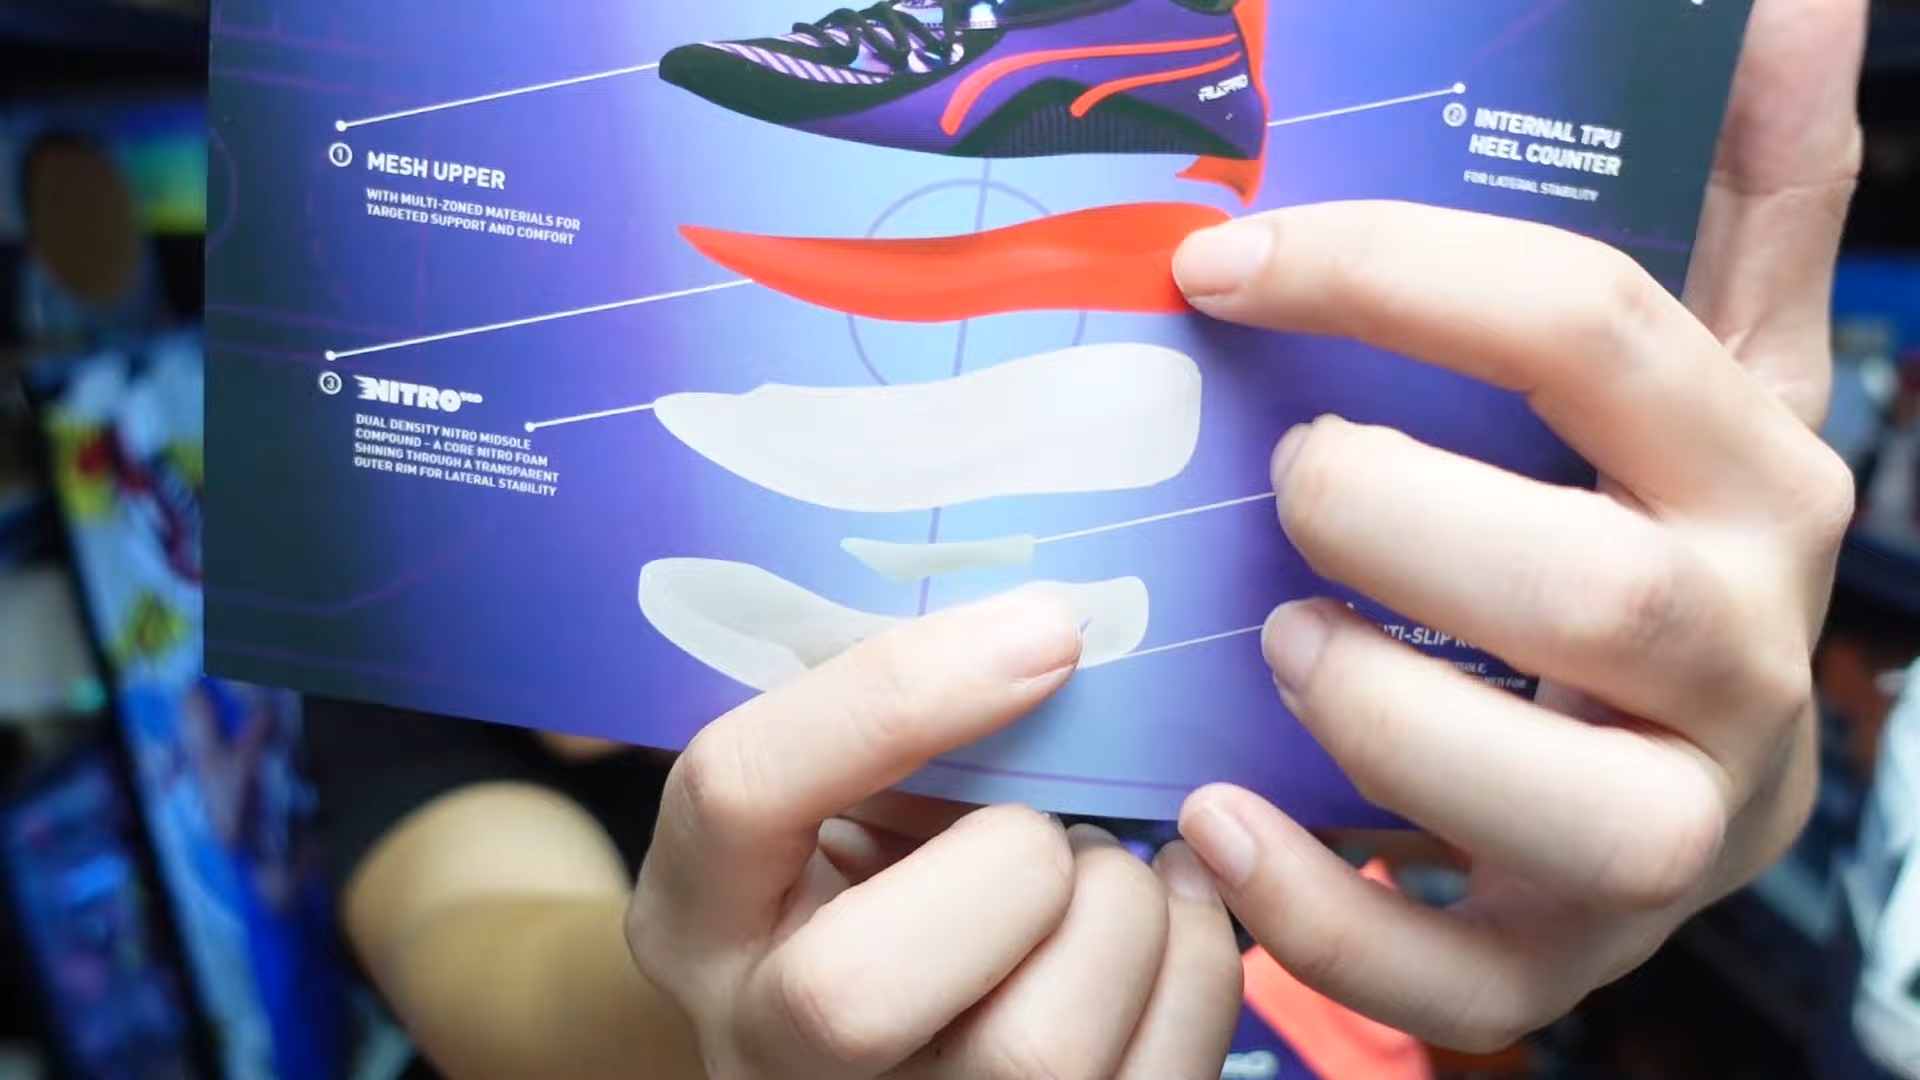 ① MESH UPPER
WITH MULTI-ZONED MATERIALS FOR
TARGETED SUPPORT AND COMFORT
② INTERNAL TPU
HEEL COUNTER
FOR LATERAL STABILITY
③ NITRO
DUAL DENSITY NITRO MIDSOLE
COMPOUND – A CORE NITRO FOAM
SHINING THROUGH A TRANSPARENT
OUTER RIM FOR LATERAL STABILITY